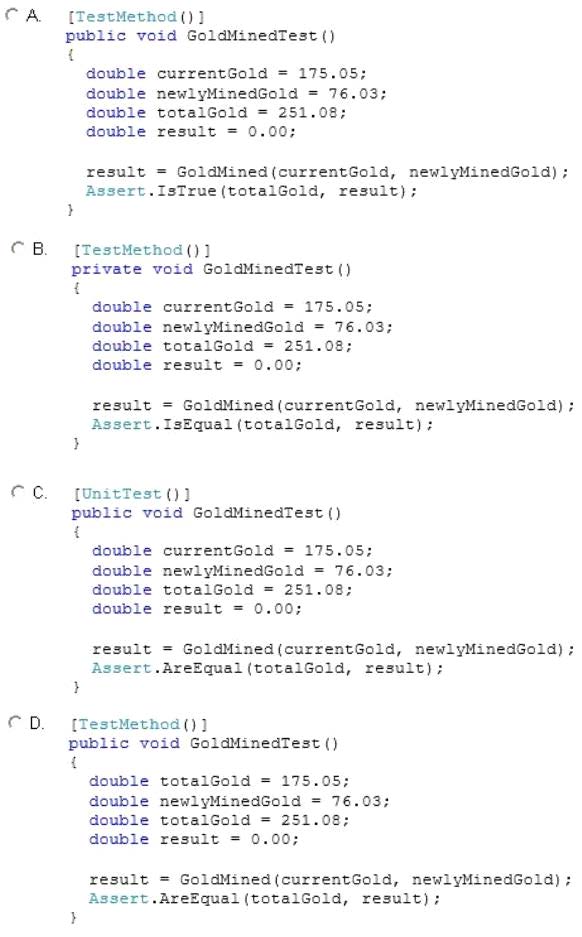 A. [TestMethod()]
public void GoldMinedTest()
{
double currentGold = 175.05;
double newlyMinedGold = 76.03;
double totalGold = 251.08;
double result = 0.00;
result = GoldMined(currentGold, newlyMinedGold);
Assert.IsTrue(totalGold, result);
}
B. [TestMethod()]
private void GoldMinedTest()
{
double currentGold = 175.05;
double newlyMinedGold = 76.03;
double totalGold = 251.08;
double result = 0.00;
result = GoldMined(currentGold, newlyMinedGold);
Assert.IsEqual(totalGold, result);
}
C. [UnitTest()]
public void GoldMinedTest()
{
double currentGold = 175.05;
double newlyMinedGold = 76.03;
double totalGold = 251.08;
double result = 0.00;
result = GoldMined(currentGold, newlyMinedGold);
Assert.AreEqual(totalGold, result);
}
D. [TestMethod()]
public void GoldMinedTest()
{
double totalGold = 175.05;
double newlyMinedGold = 76.03;
double totalGold = 251.08;
double result = 0.00;
result = GoldMined(currentGold, newlyMinedGold);
Assert.AreEqual(totalGold, result);
}